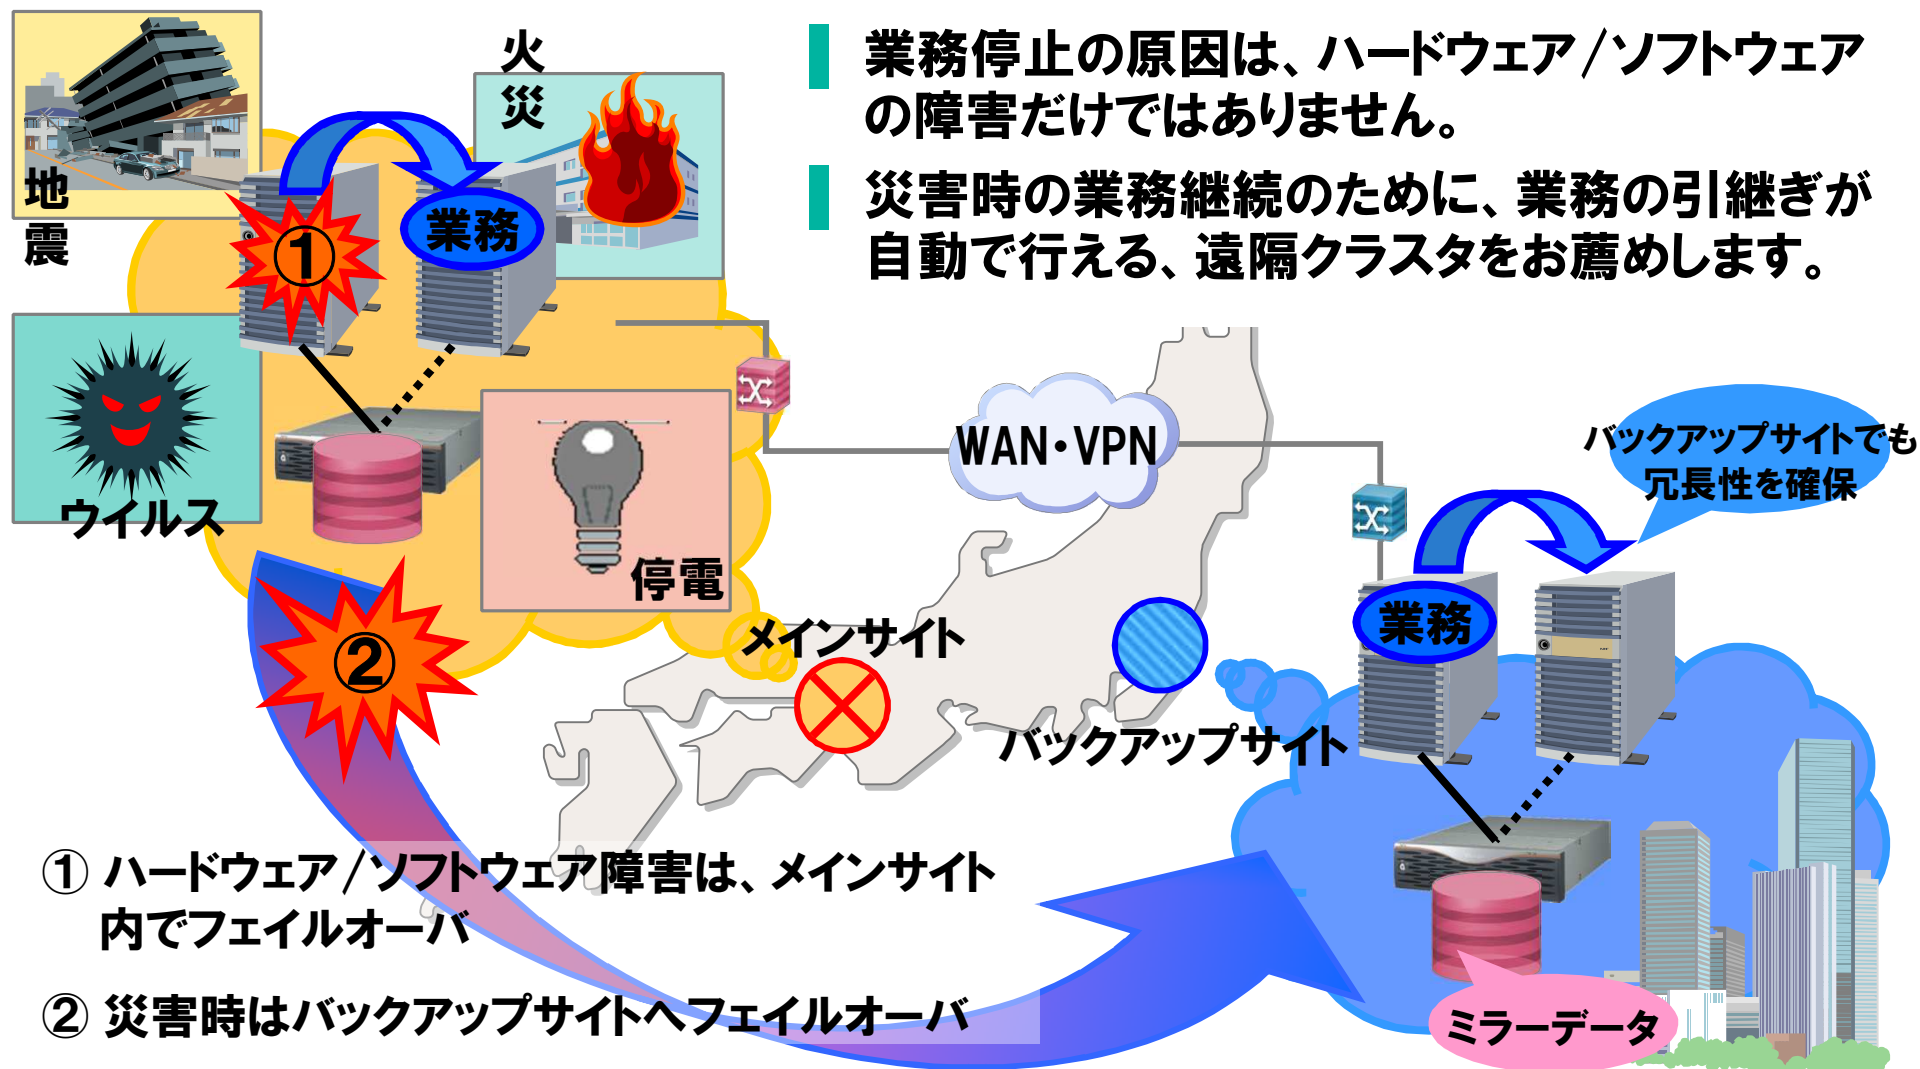 業務停止の原因は、ハードウェア/ソフトウェア
の障害だけではありません。
災害時の業務継続のために、業務の引継ぎが
自動で行える、遠隔クラスタをお薦めします。
火
災
地
震
①
業務
ウイルス
停電
WAN・VPN
バックアップサイトでも
冗長性を確保
業務
メインサイト
②
バックアップサイト
① ハードウェア/ソフトウェア障害は、メインサイト
内でフェイルオーバ
② 災害時はバックアップサイトへフェイルオーバ
ミラーデータ